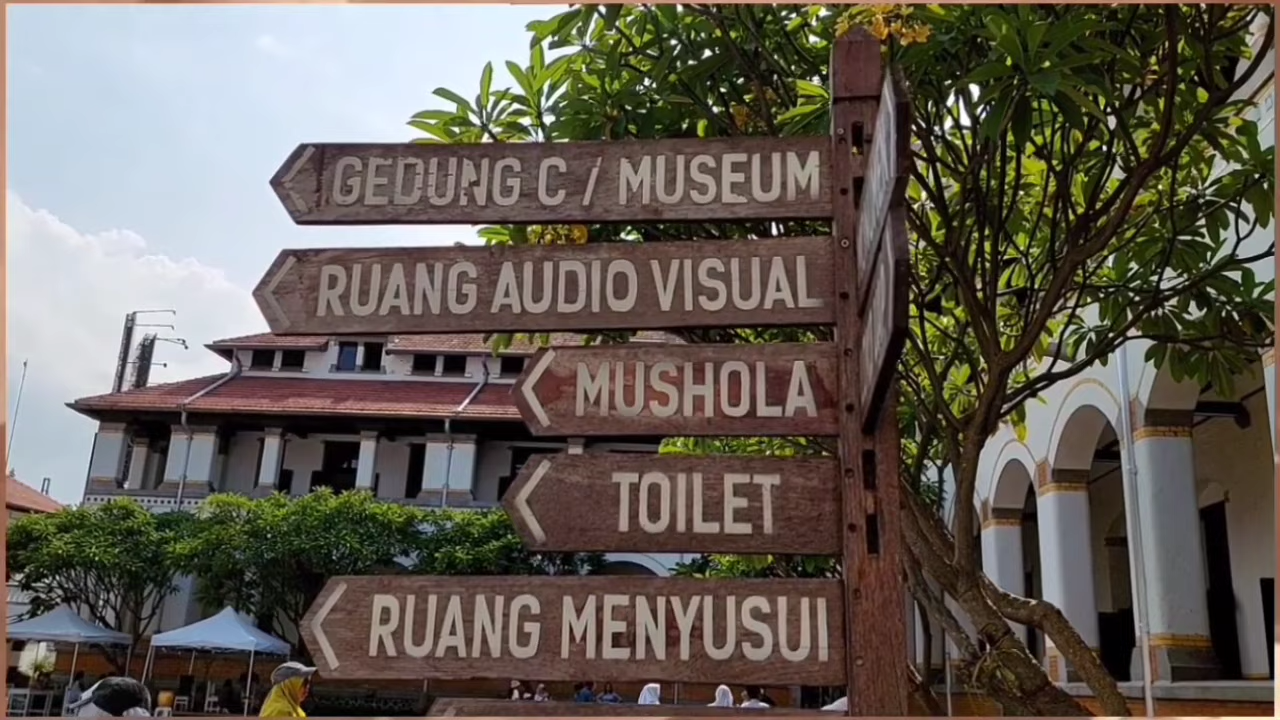 GEDUNG C / MUSEUM
RUANG AUDIO VISUAL
MUSHOLA
TOILET
RUANG MENYUSUI